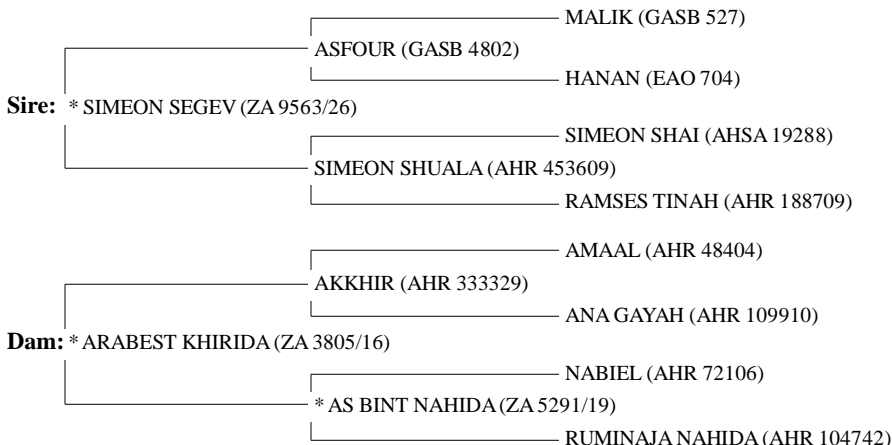 MALIK (GASB 527)
ASFOUR (GASB 4802)
HANAN (EAO 704)
Sire: * SIMEON SEGEV (ZA 9563/26)
SIMEON SHAI (AHSA 19288)
SIMEON SHUALA (AHR 453609)
RAMSES TINAH (AHR 188709)
AMAAL (AHR 48404)
AKKHIR (AHR 333329)
ANA GAYAH (AHR 109910)
Dam: * ARABEST KHIRIDA (ZA 3805/16)
NABIEL (AHR 72106)
* AS BINT NAHIDA (ZA 5291/19)
RUMINAJA NAHIDA (AHR 104742)